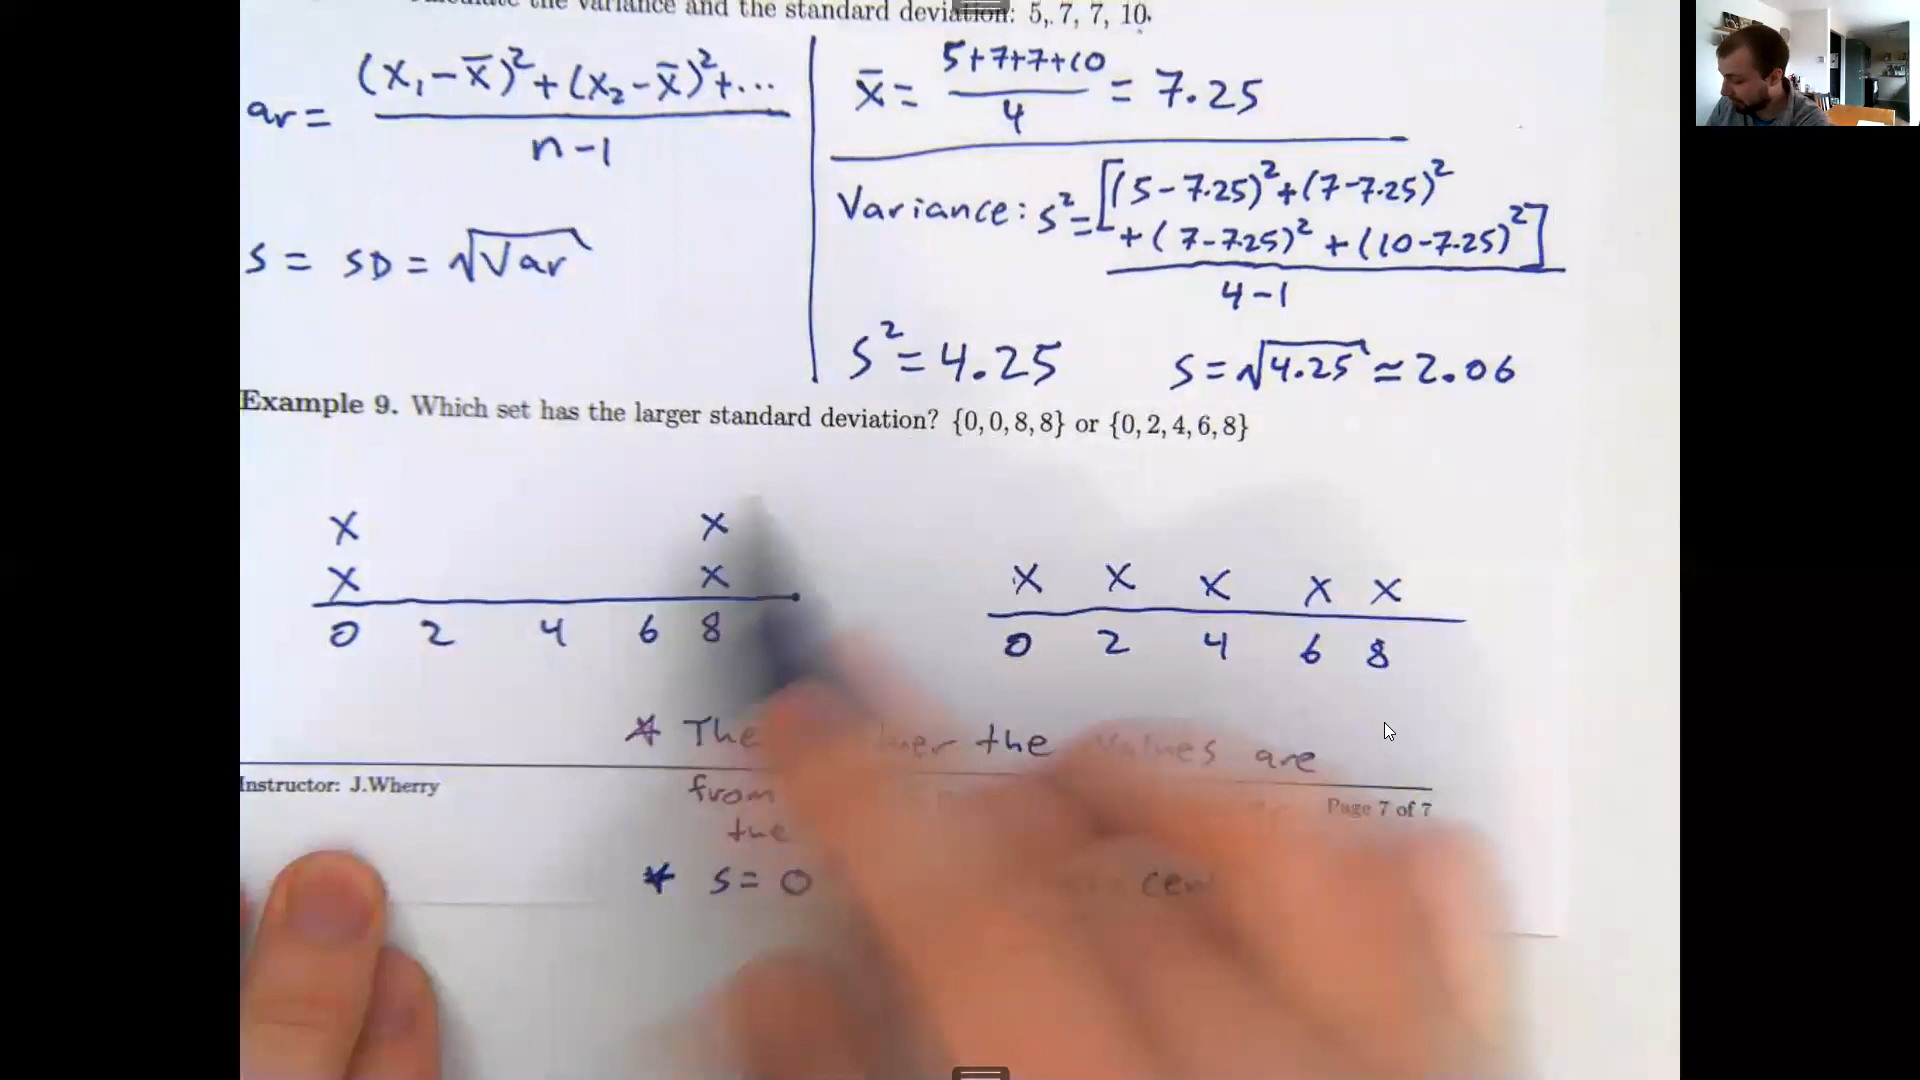 the variance and the standard deviation: 5, 7, 7, 10.
ar = (x₁ - x̄)² + (x₂ - x̄)² + ... / n - 1
s = SD = √Var
x̄ = 5+7+7+10 / 4 = 7.25
Variance: s² = [(5 - 7.25)² + (7 - 7.25)²
+ (7 - 7.25)² + (10 - 7.25)²]
4 - 1
s² = 4.25 s = √4.25 ≃ 2.06
Example 9. Which set has the larger standard deviation? {0, 0, 8, 8} or {0, 2, 4, 6, 8}
x x
x x
0 2 4 6 8
x x x x x
0 2 4 6 8
* The the values are
from
the
* s = 0
Instructor: J.Wherry
Page 7 of 7